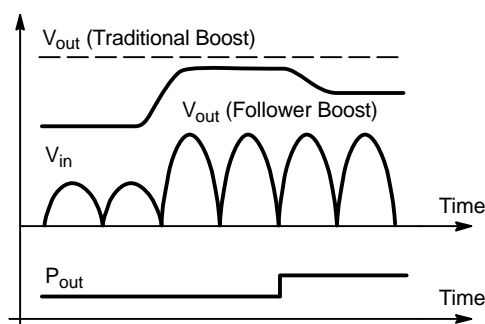 Vout (Traditional Boost)
Vout (Follower Boost)
Vin
Time
Pout
Time